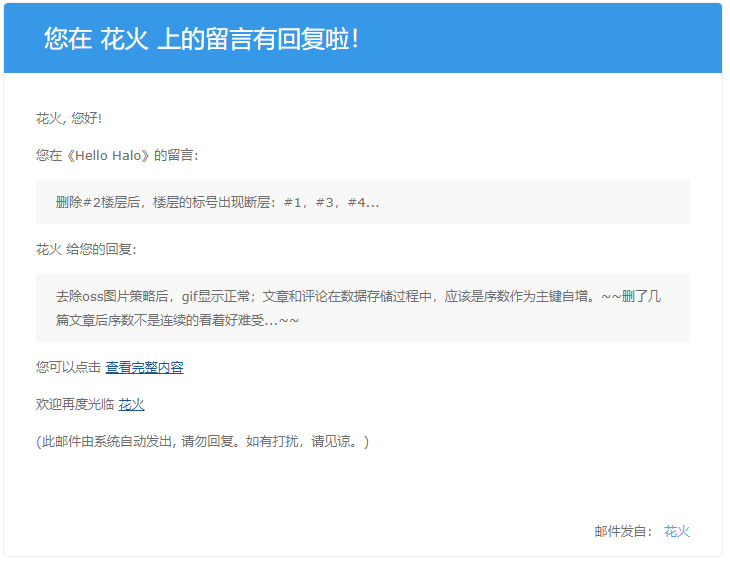 您在 花火 上的留言有回复啦！
花火, 您好!
您在《Hello Halo》的留言：
删除#2楼层后，楼层的标号出现断层：#1，#3，#4...
花火 给您的回复：
去除oss图片策略后，gif显示正常；文章和评论在数据存储过程中，应该是序数作为主键自增。~~删了几
篇文章后序数不是连续的看着好难受...~~
您可以点击 查看完整内容
欢迎再度光临 花火
(此邮件由系统自动发出, 请勿回复。如有打扰，请见谅。)
邮件发自： 花火